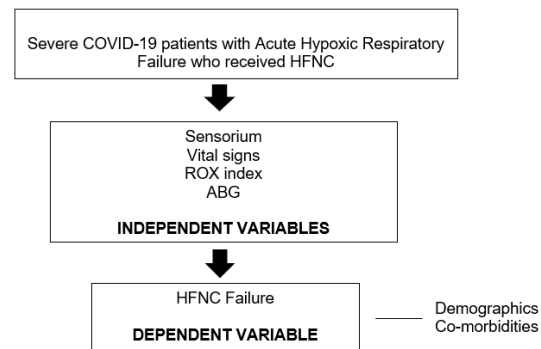 Severe COVID-19 patients with Acute Hypoxic Respiratory
Failure who received HFNC
Sensorium
Vital signs
ROX index
ABG
INDEPENDENT VARIABLES
HFNC Failure
DEPENDENT VARIABLE
Demographics
Co-morbidities